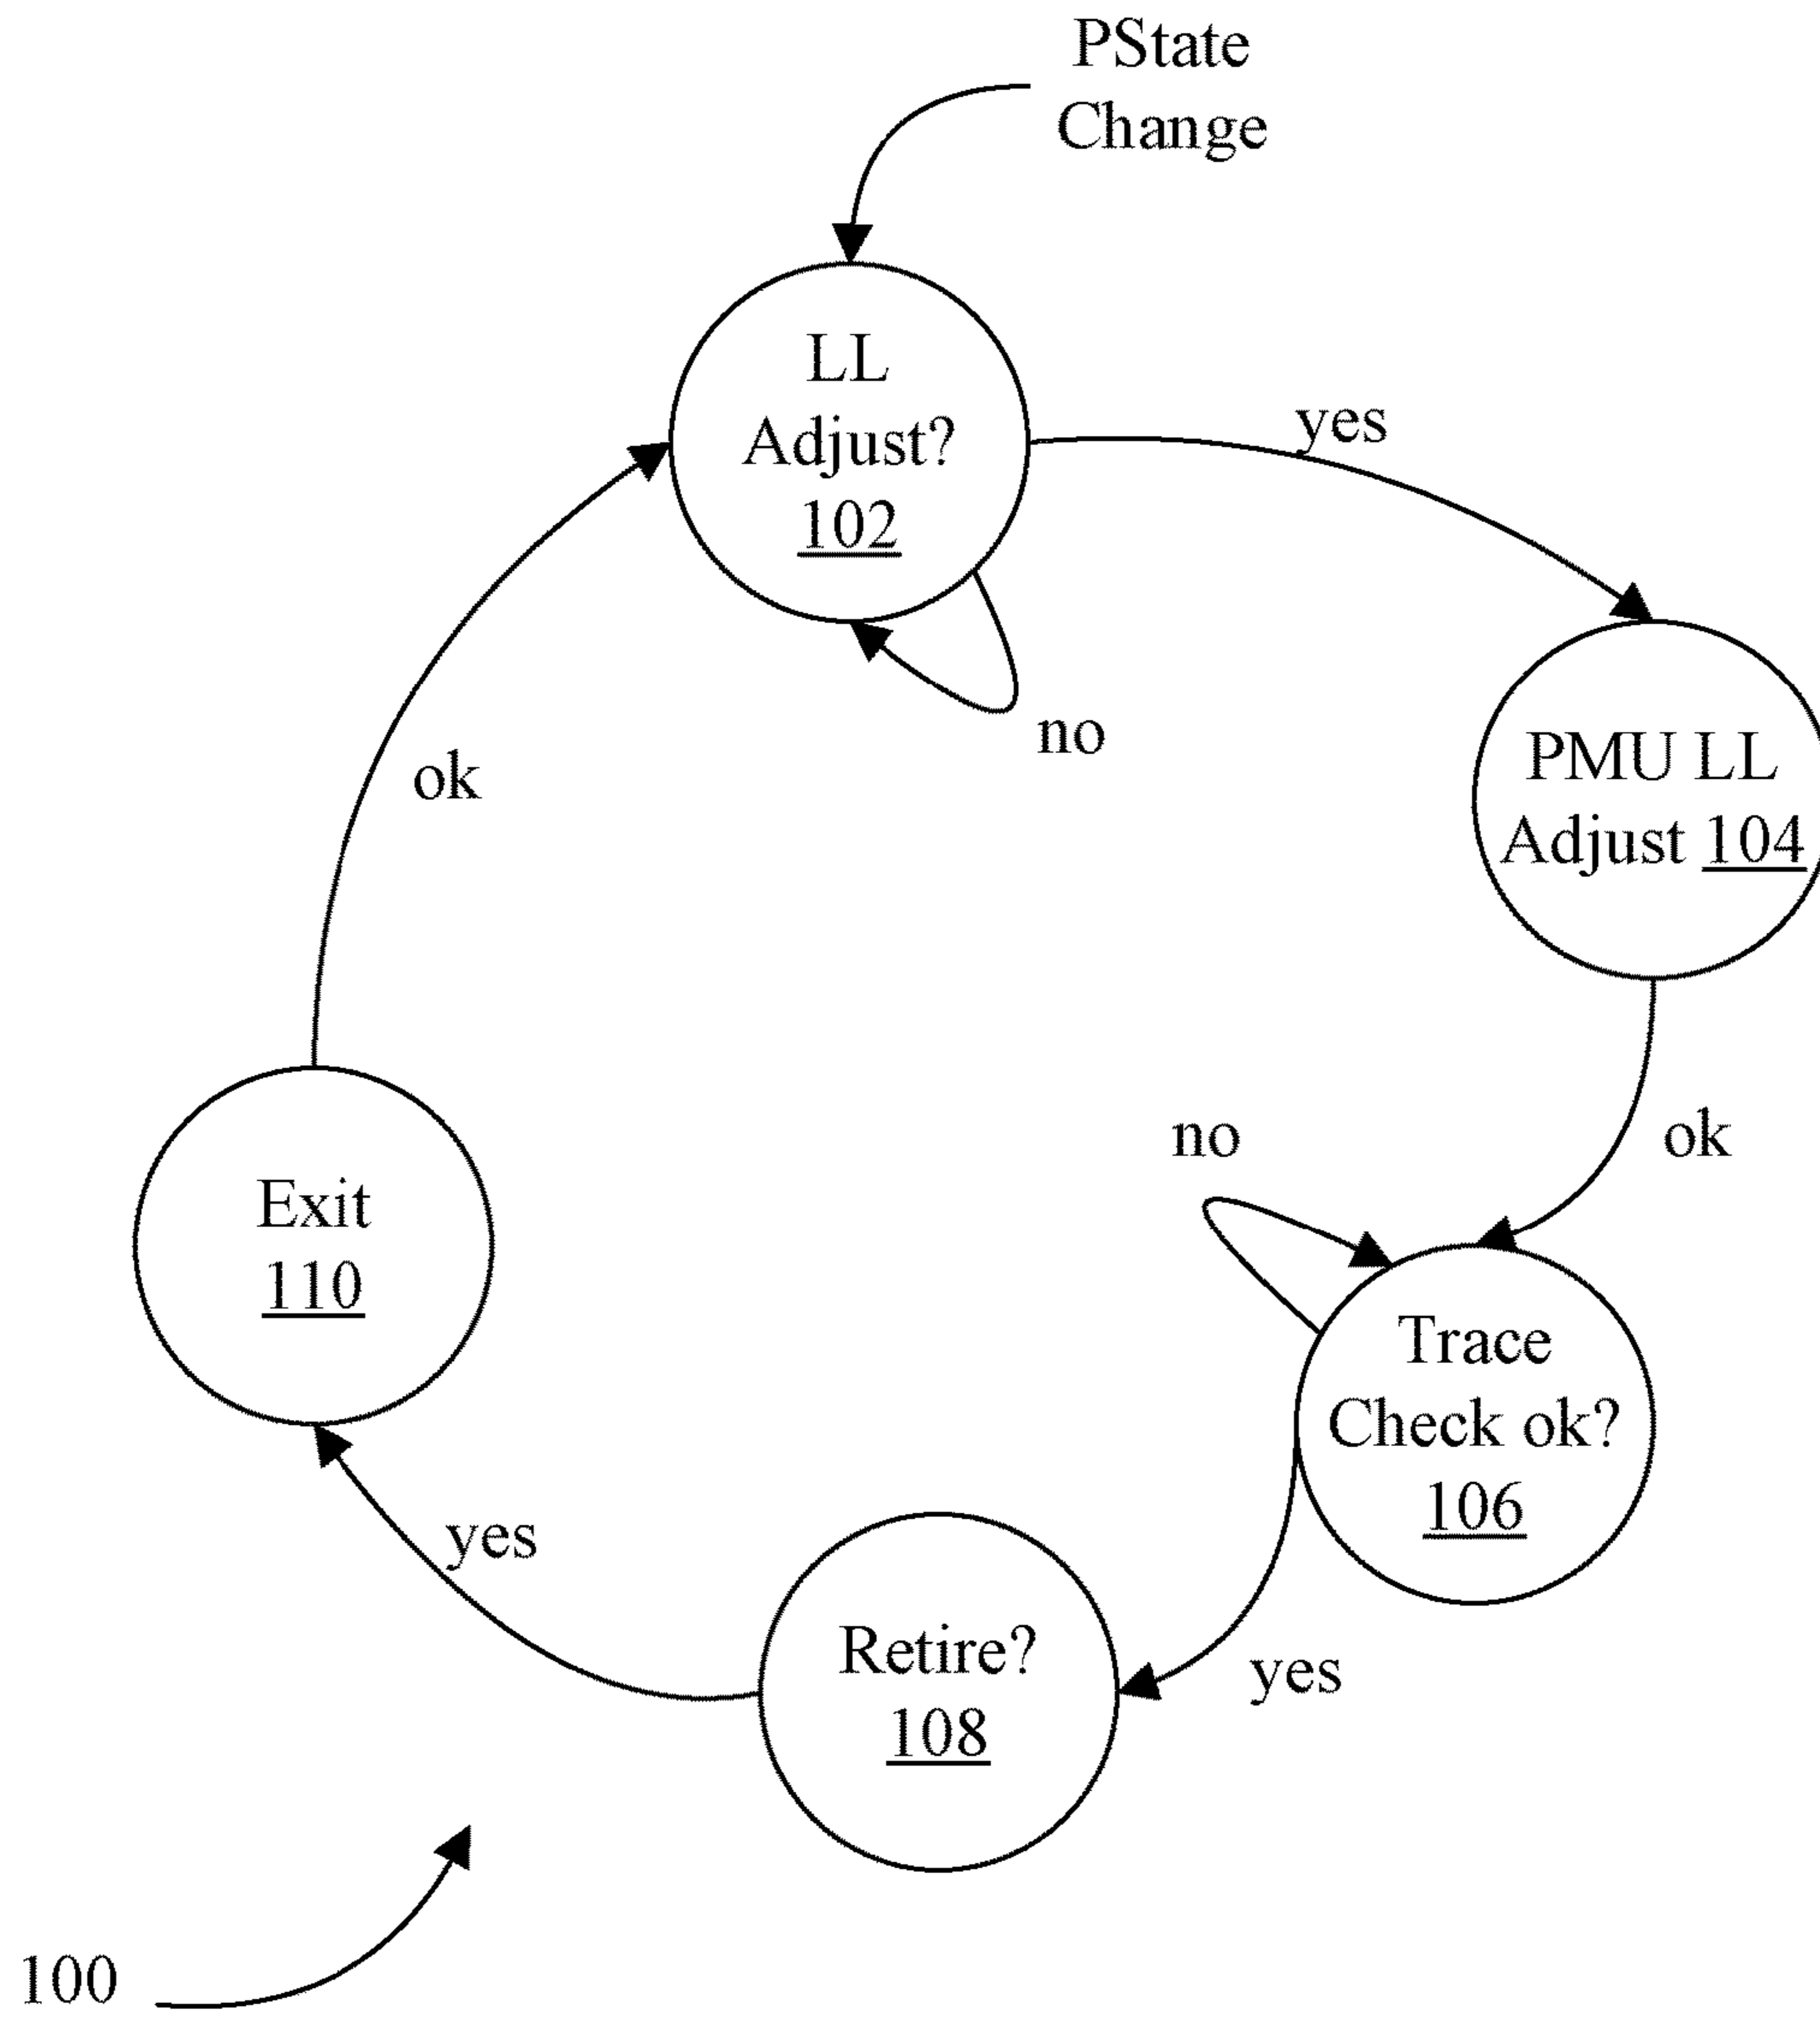 PState
Change
LL
Adjust?
102
yes
no
ok
PMU LL
Adjust 104
ok
no
Trace
Check ok?
106
Exit
110
yes
Retire?
108
yes
100